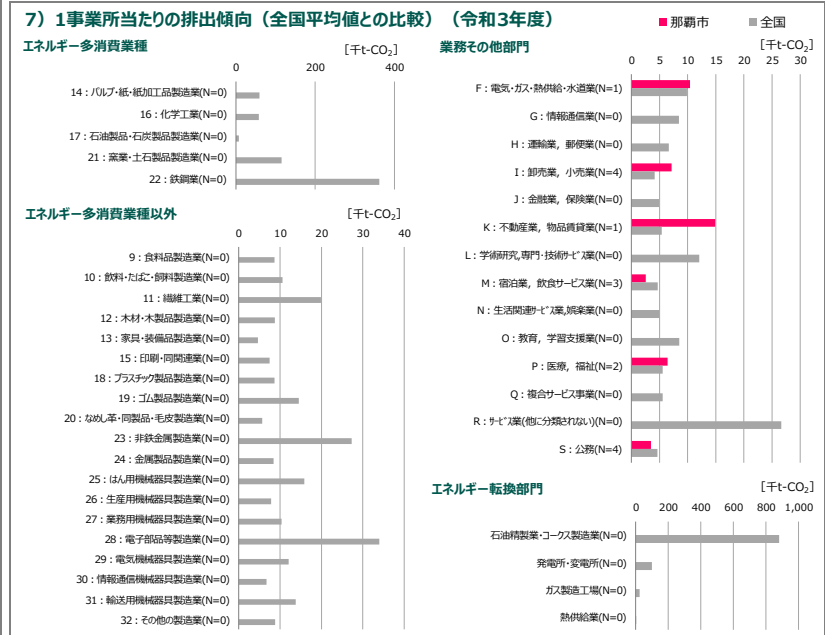 7）1事業所当たりの排出傾向（全国平均値との比較）（令和3年度）
■那覇市 ■全国
エネルギー多消費業種
［千t-CO₂］
0 200 400
14：パルプ・紙・紙加工品製造業(N=0)
16：化学工業(N=0)
17：石油製品・石炭製品製造業(N=0)
21：窯業・土石製品製造業(N=0)
22：鉄鋼業(N=0)
エネルギー多消費業種以外
［千t-CO₂］
0 10 20 30 40
9：食料品製造業(N=0)
10：飲料・たばこ・飼料製造業(N=0)
11：繊維工業(N=0)
12：木材・木製品製造業(N=0)
13：家具・装備品製造業(N=0)
15：印刷・同関連業(N=0)
18：プラスチック製品製造業(N=0)
19：ゴム製品製造業(N=0)
20：なめし革・同製品・毛皮製造業(N=0)
23：非鉄金属製造業(N=0)
24：金属製品製造業(N=0)
25：はん用機械器具製造業(N=0)
26：生産用機械器具製造業(N=0)
27：業務用機械器具製造業(N=0)
28：電子部品等製造業(N=0)
29：電気機械器具製造業(N=0)
30：情報通信機械器具製造業(N=0)
31：輸送用機械器具製造業(N=0)
32：その他の製造業(N=0)
業務その他部門
［千t-CO₂］
0 5 10 15 20 25 30
F：電気・ガス・熱供給・水道業(N=1)
G：情報通信業(N=0)
H：運輸業，郵便業(N=0)
I：卸売業，小売業(N=4)
J：金融業，保険業(N=0)
K：不動産業，物品賃貸業(N=1)
L：学術研究,専門・技術ｻｰﾋﾞｽ業(N=0)
M：宿泊業，飲食サービス業(N=3)
N：生活関連ｻｰﾋﾞｽ業,娯楽業(N=0)
O：教育，学習支援業(N=0)
P：医療，福祉(N=2)
Q：複合サービス事業(N=0)
R：ｻｰﾋﾞｽ業(他に分類されない)(N=0)
S：公務(N=4)
エネルギー転換部門
［千t-CO₂］
0 200 400 600 800 1,000
石油精製業・コークス製造業(N=0)
発電所・変電所(N=0)
ガス製造工場(N=0)
熱供給業(N=0)